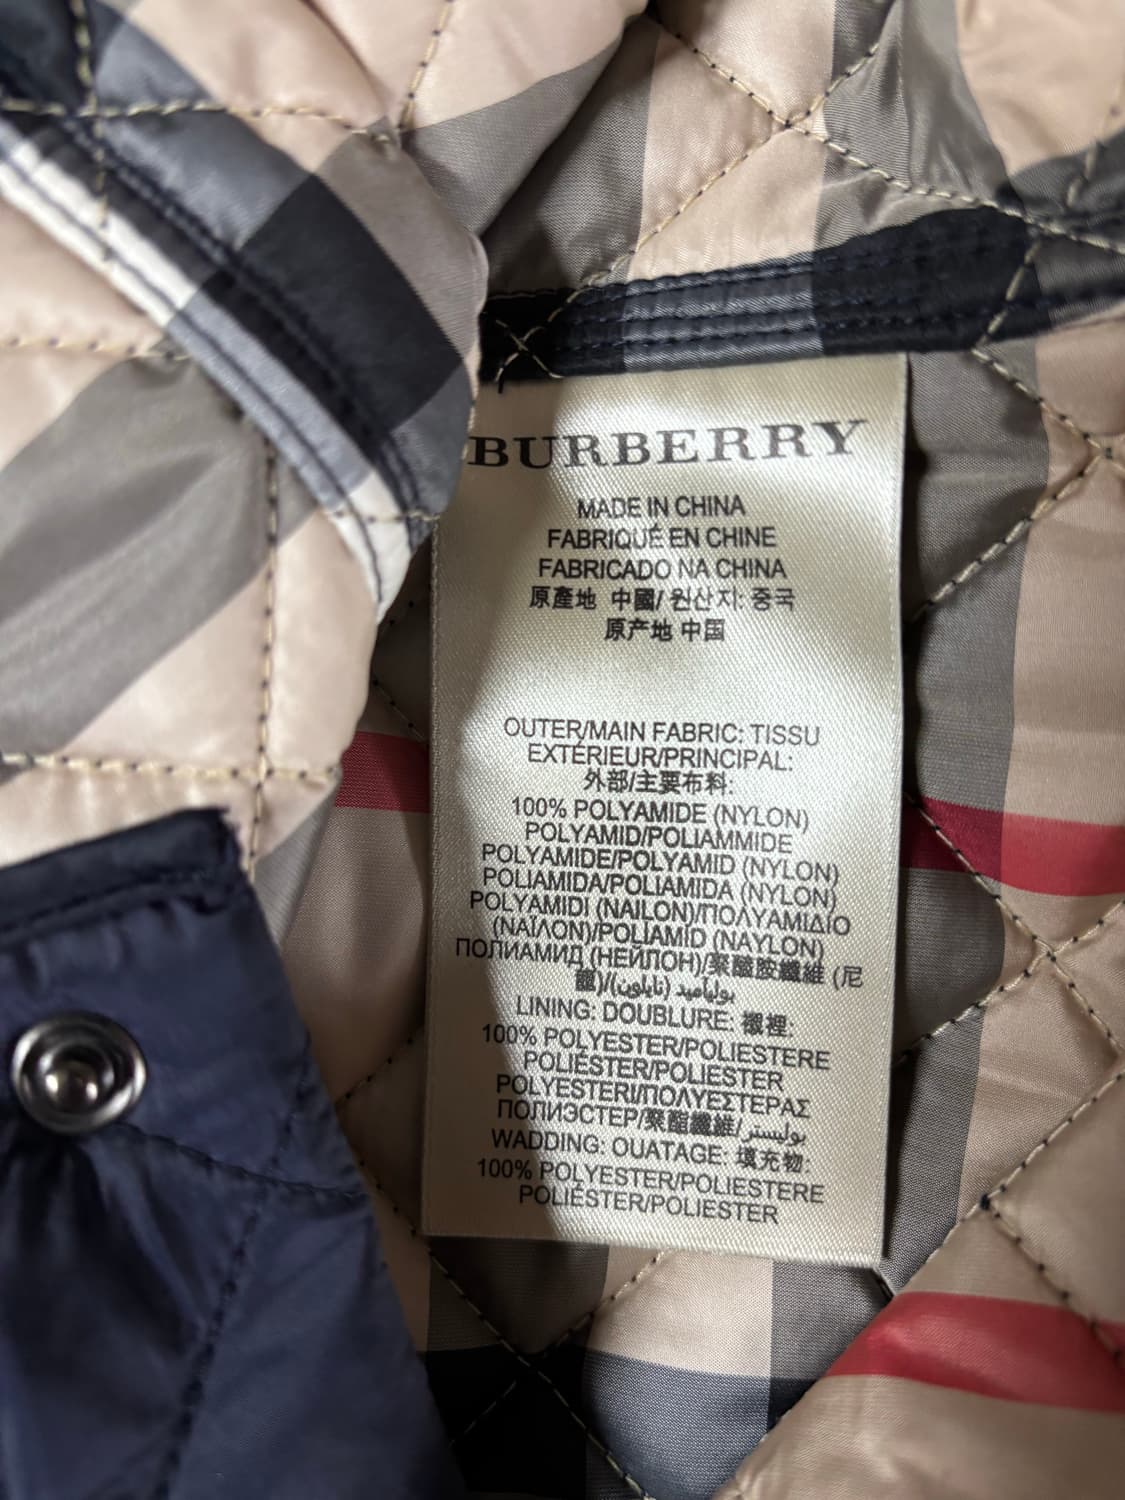 BURBERRY
MADE IN CHINA
FABRIQUÉ EN CHINE
FABRICADO NA CHINA
原產地 中國/ 원산지: 중국
原产地 中国
OUTER/MAIN FABRIC: TISSU
EXTÉRIEUR/PRINCIPAL:
外部/主要布料:
100% POLYAMIDE (NYLON)
POLYAMID/POLIAMMIDE
POLYAMIDE/POLYAMID (NYLON)
POLIAMIDA/POLIAMIDA (NYLON)
POLYAMIDI (NAILON)/ΠΟΛΥΑΜΙΔΙΟ
(ΝΑΪΛΟΝ)/POLIAMID (NAYLON)
ПОЛИАМИД (НЕЙЛОН)/聚醯胺纖維 (尼
龍)/بوليآميد (نايلون)
LINING: DOUBLURE: 襯裡:
100% POLYESTER/POLIESTERE
POLIÉSTER/POLIESTER
POLYESTERI/ΠΟΛΥΕΣΤΕΡΑΣ
ПОЛИЭСТЕР/聚酯纖維/بوليستر
WADDING: OUATAGE: 填充物:
100% POLYESTER/POLIESTERE
POLIÉSTER/POLIESTER